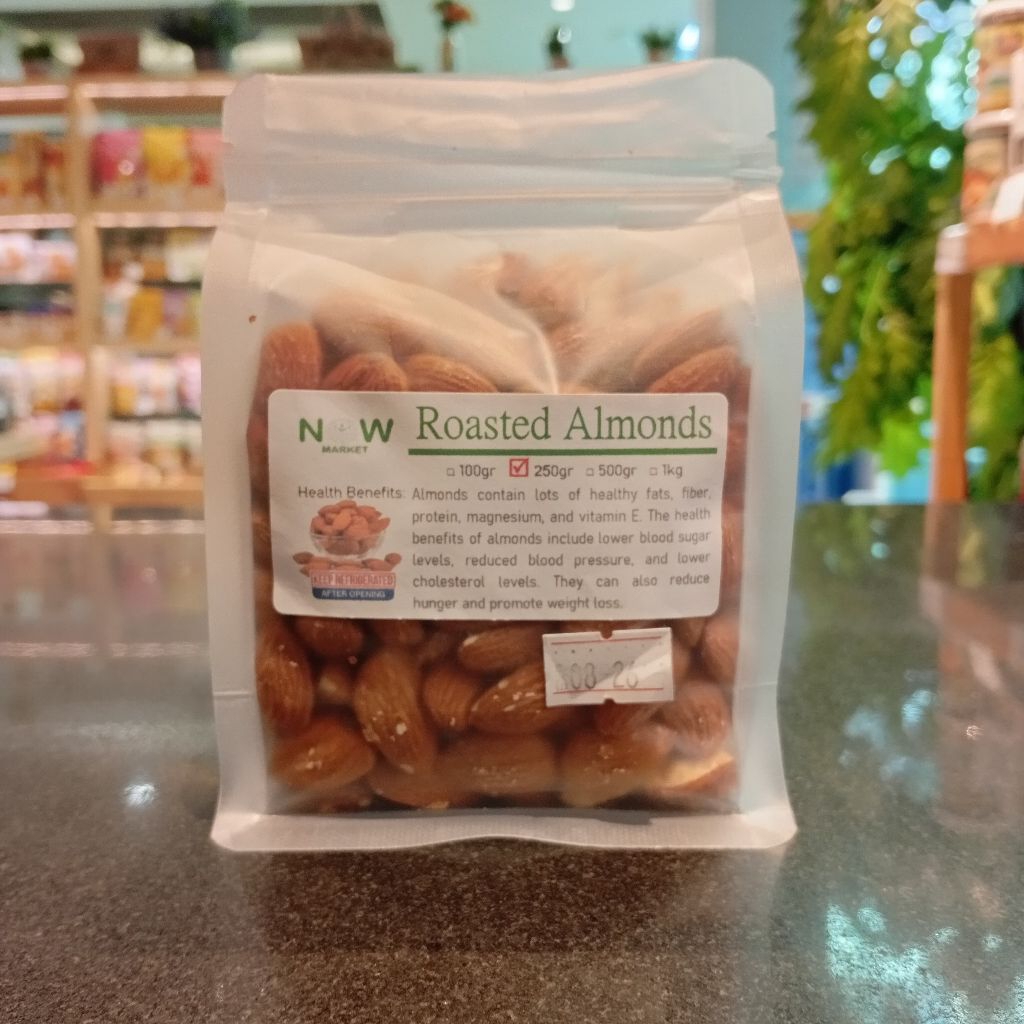 NOW
MARKET
Roasted Almonds
100gr 250gr 500gr 1kg
Health Benefits: Almonds contain lots of healthy fats, fiber,
protein, magnesium, and vitamin E. The health
benefits of almonds include lower blood sugar
levels, reduced blood pressure, and lower
cholesterol levels. They can also reduce
hunger and promote weight loss.
KEEP REFRIGERATED
AFTER OPENING